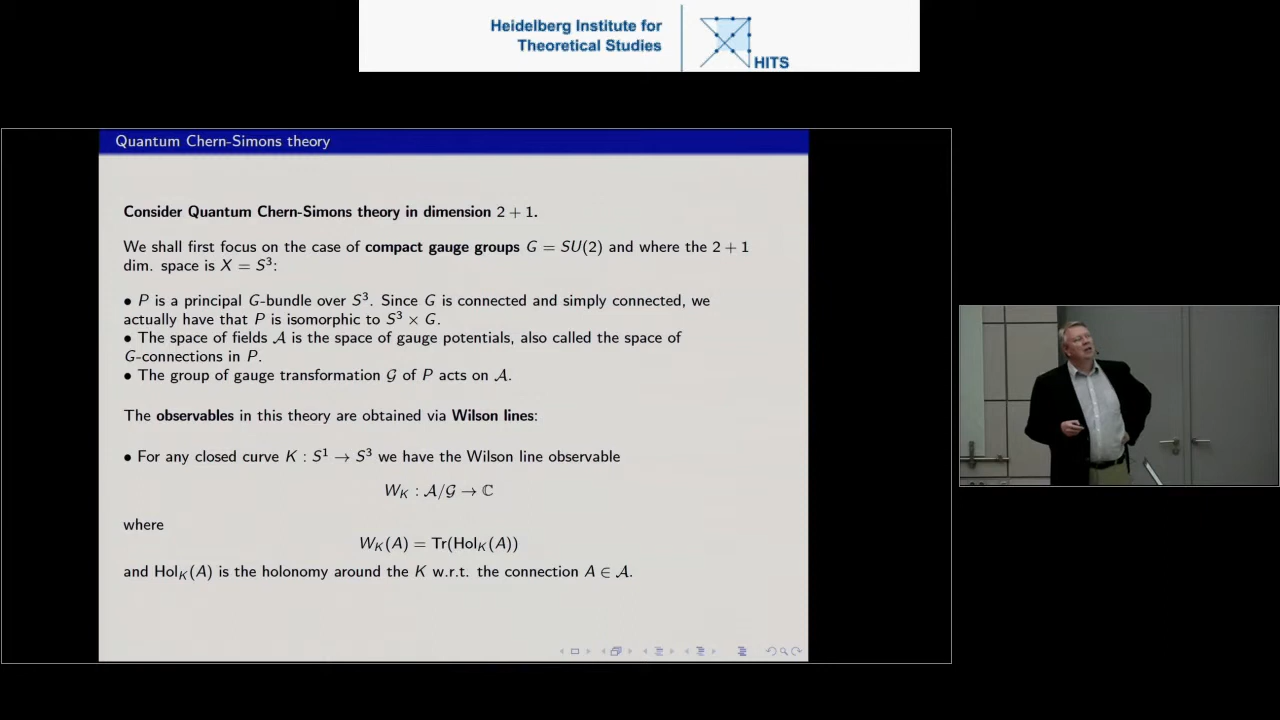 Heidelberg Institute for
Theoretical Studies
HITS
Quantum Chern-Simons theory
Consider Quantum Chern-Simons theory in dimension 2 + 1.
We shall first focus on the case of compact gauge groups G = SU(2) and where the 2 + 1
dim. space is X = S³:
• P is a principal G-bundle over S³. Since G is connected and simply connected, we
actually have that P is isomorphic to S³ × G.
• The space of fields 𝒜 is the space of gauge potentials, also called the space of
G-connections in P.
• The group of gauge transformation 𝒢 of P acts on 𝒜.
The observables in this theory are obtained via Wilson lines:
• For any closed curve K : S¹ → S³ we have the Wilson line observable
W_K : 𝒜/𝒢 → ℂ
where
W_K(A) = Tr(Hol_K(A))
and Hol_K(A) is the holonomy around the K w.r.t. the connection A ∈ 𝒜.